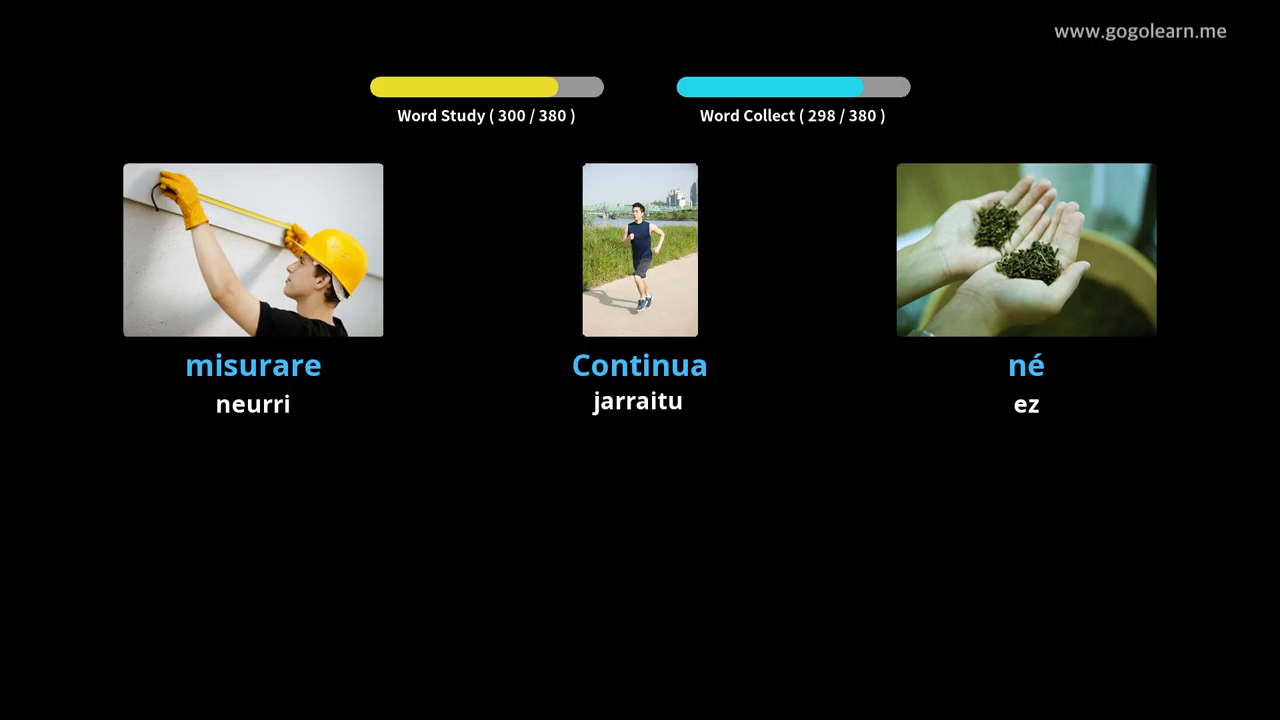 www.gogolearn.me
Word Study ( 300 / 380 )
Word Collect ( 298 / 380 )
misurare
neurri
Continua
jarraitu
né
ez